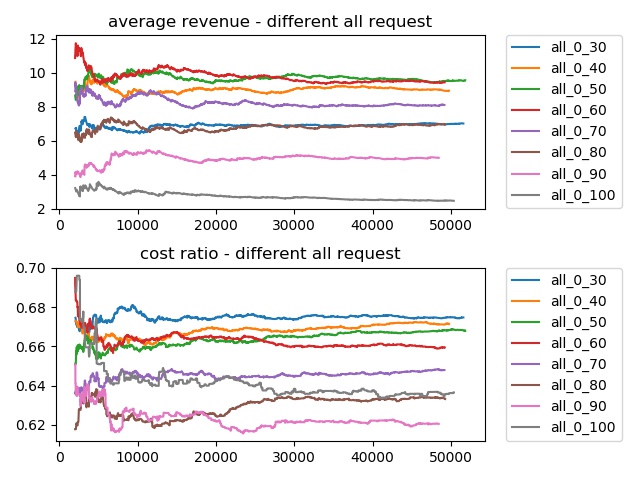 average revenue - different all request
12
10
8
6
4
2
0
10000
20000
30000
40000
50000
all_0_30
all_0_40
all_0_50
all_0_60
all_0_70
all_0_80
all_0_90
all_0_100
cost ratio - different all request
0.70
0.68
0.66
0.64
0.62
0
10000
20000
30000
40000
50000
all_0_30
all_0_40
all_0_50
all_0_60
all_0_70
all_0_80
all_0_90
all_0_100